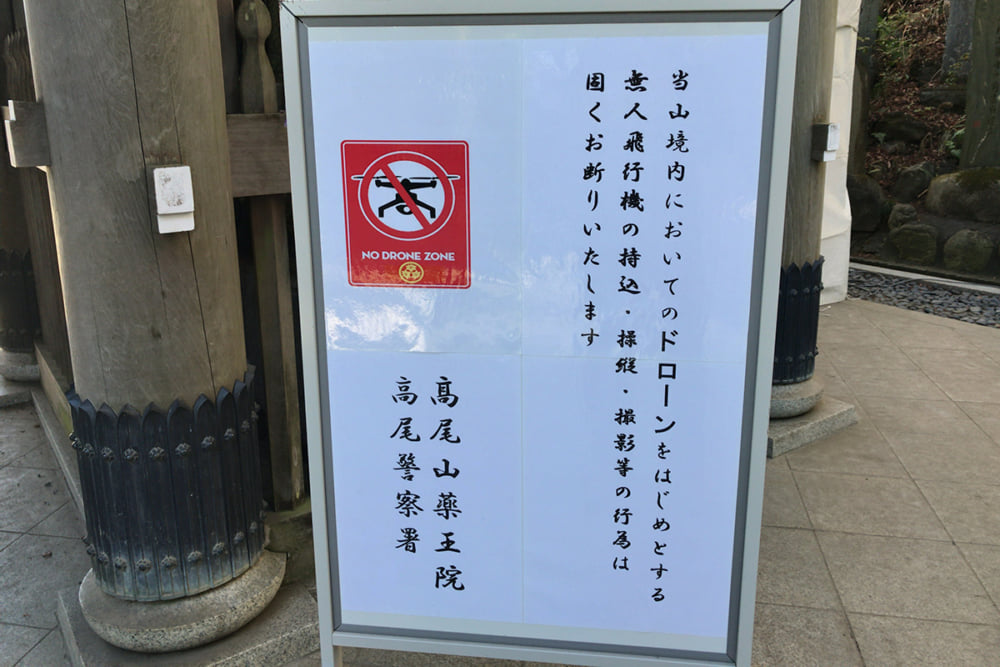 当山境内においてのドローンをはじめとする
無人飛行機の持込・操縦・撮影等の行為は
固くお断りいたします
髙尾山薬王院
高尾警察署
NO DRONE ZONE